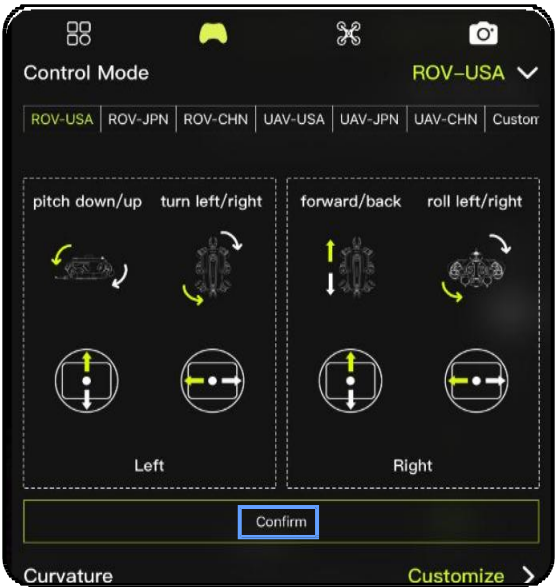 Control Mode ROV-USA
ROV-USA ROV-JPN ROV-CHN UAV-USA UAV-JPN UAV-CHN Custom
pitch down/up turn left/right forward/back roll left/right
Left Right
Confirm
Curvature Customize